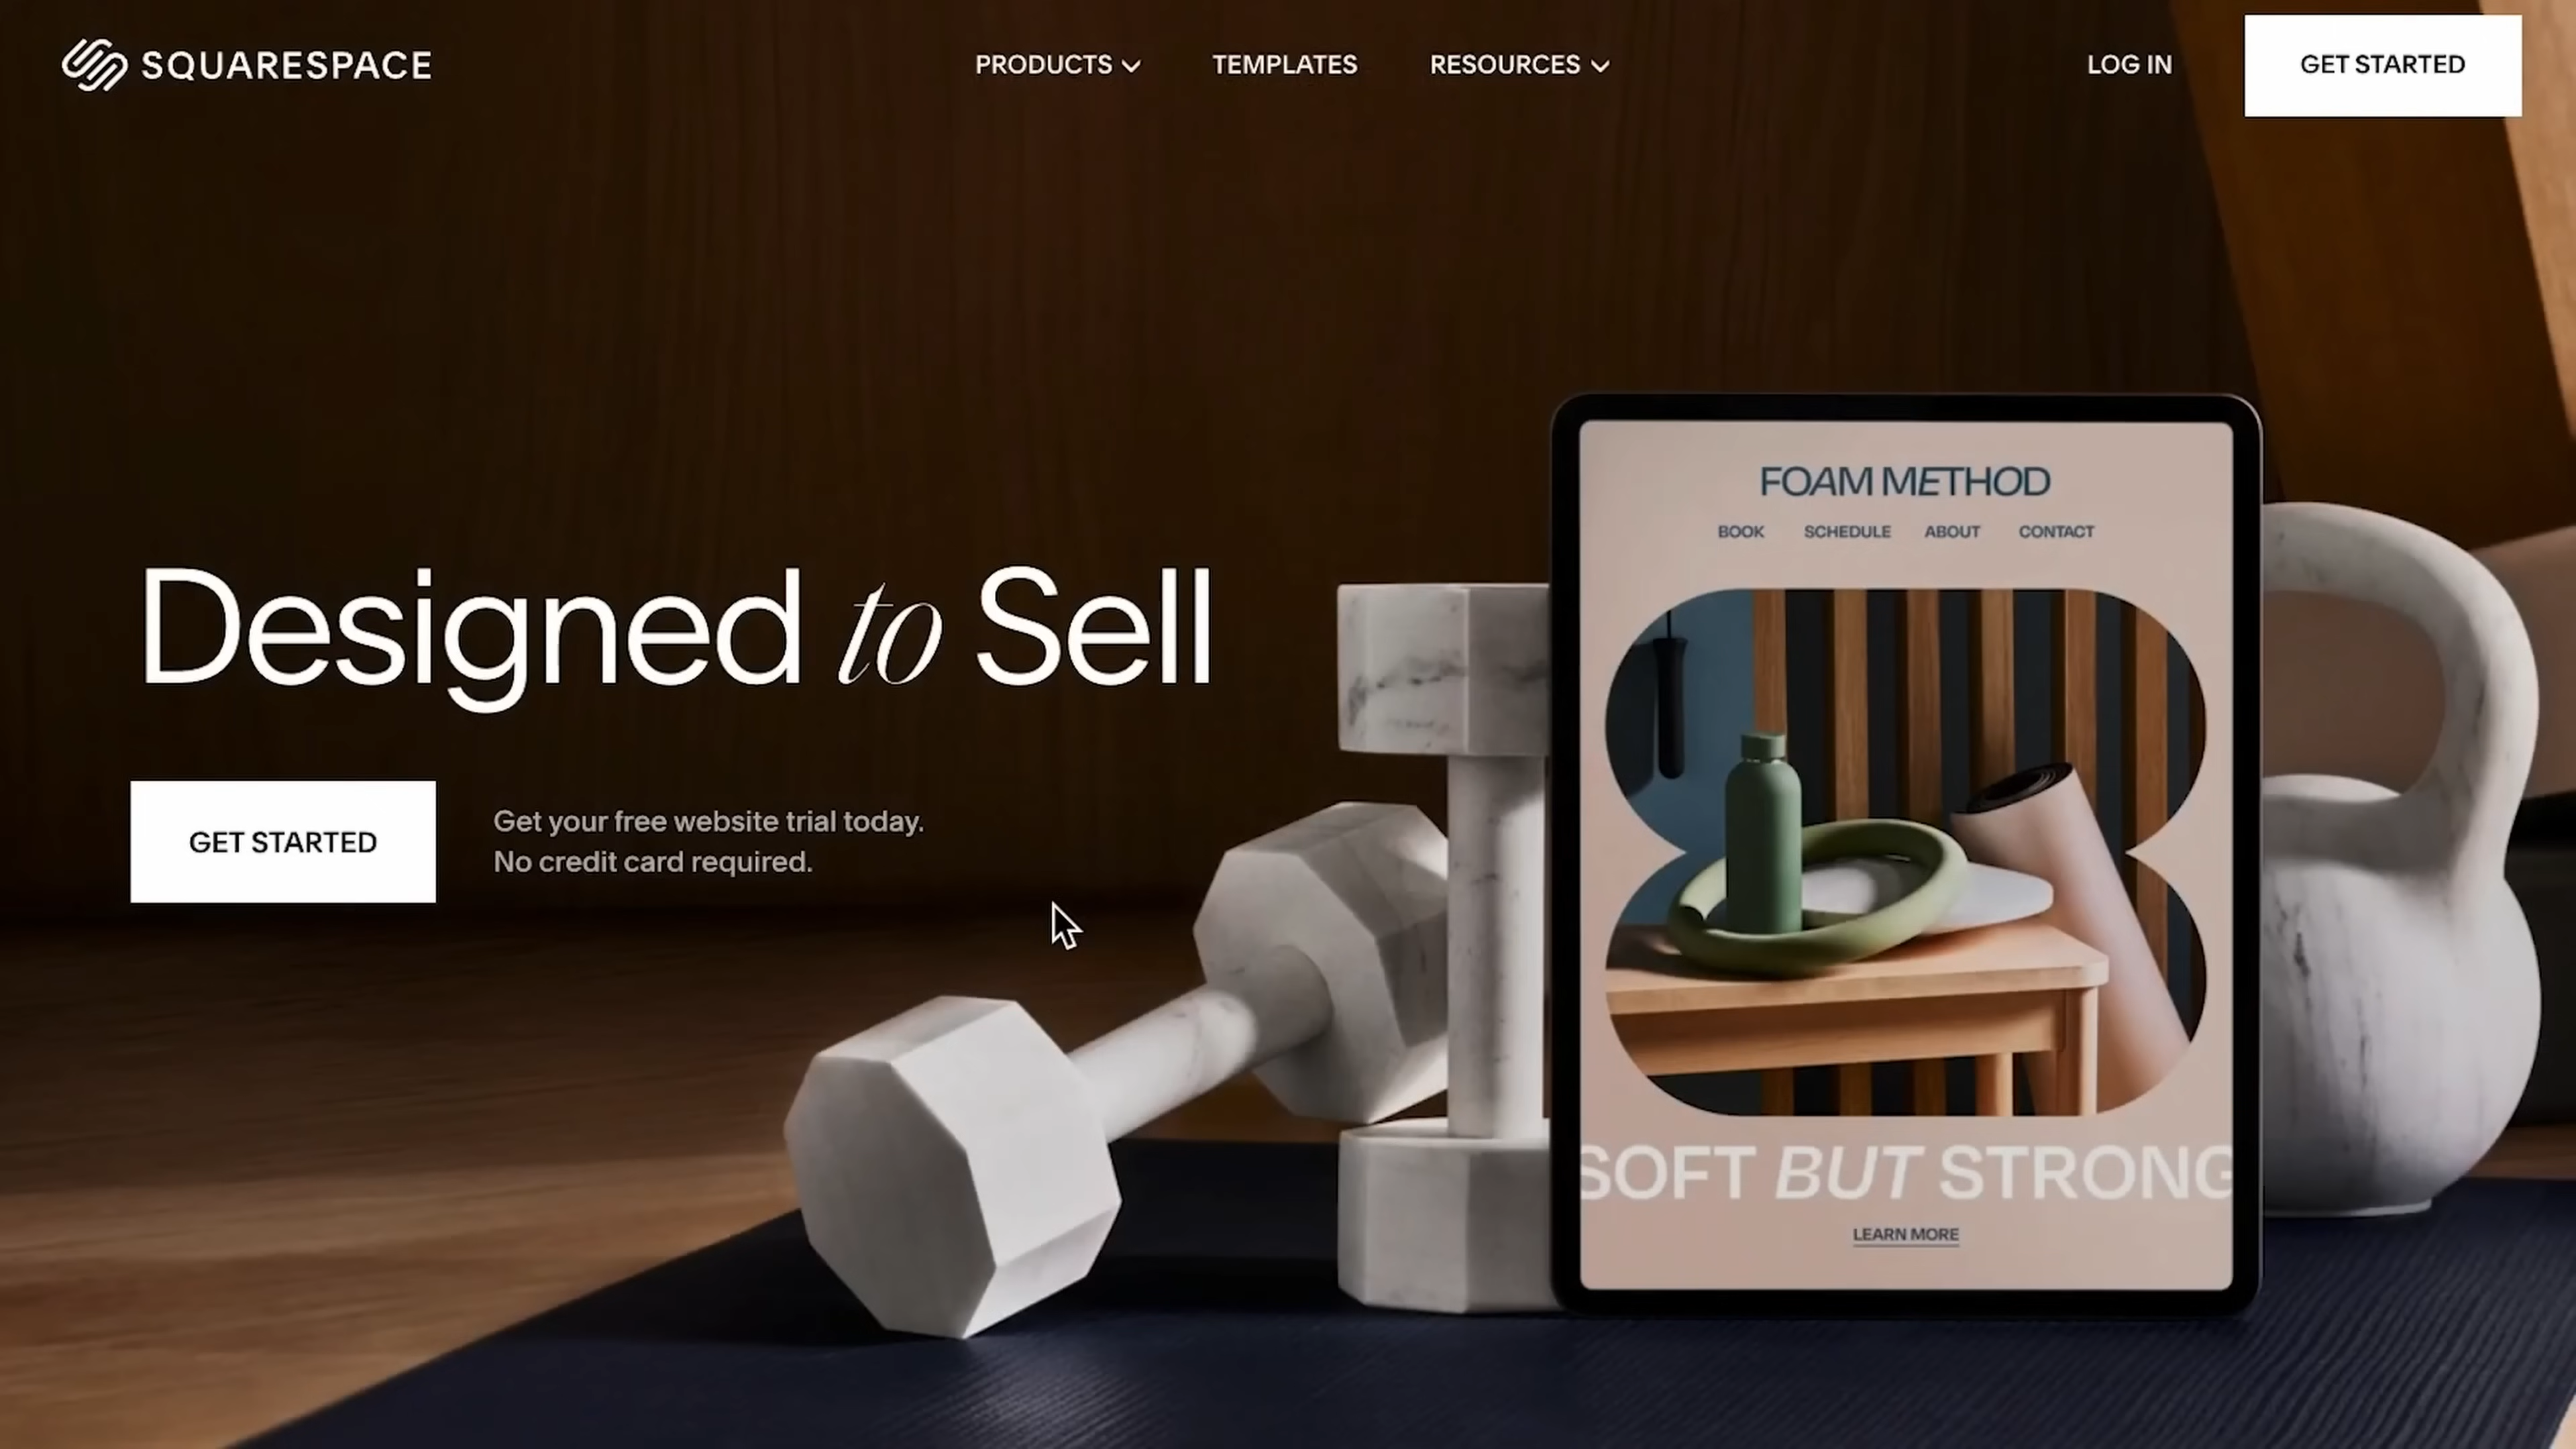 SQUARESPACE
PRODUCTS
TEMPLATES
RESOURCES
LOG IN
GET STARTED
Designed to Sell
GET STARTED
Get your free website trial today.
No credit card required.
FOAM METHOD
BOOK SCHEDULE ABOUT CONTACT
SOFT BUT STRONG
LEARN MORE